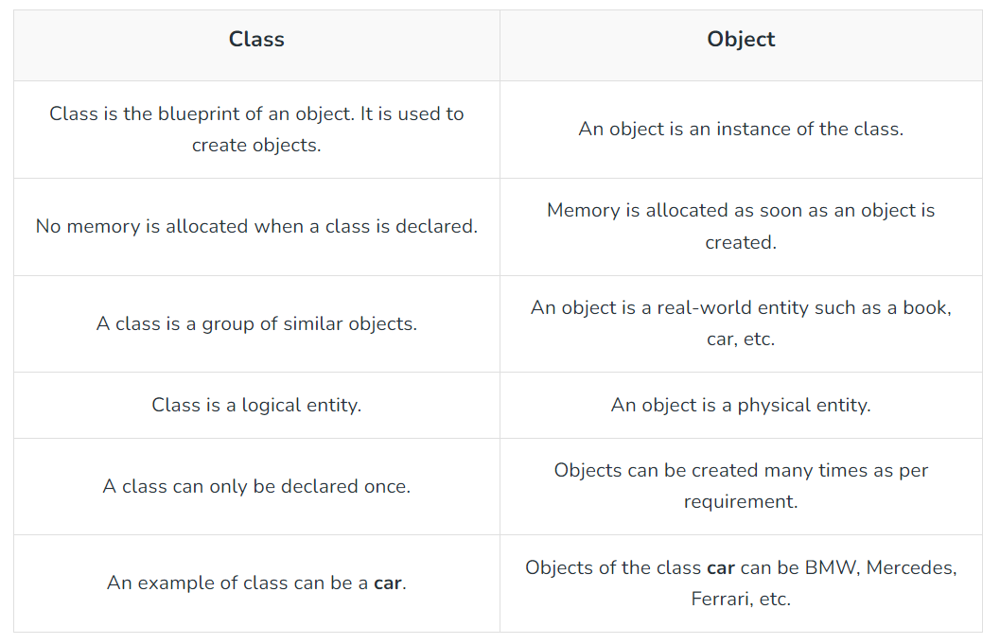 Class
Object
Class is the blueprint of an object. It is used to
create objects.
An object is an instance of the class.
No memory is allocated when a class is declared.
Memory is allocated as soon as an object is
created.
A class is a group of similar objects.
An object is a real-world entity such as a book,
car, etc.
Class is a logical entity.
An object is a physical entity.
A class can only be declared once.
Objects can be created many times as per
requirement.
An example of class can be a car.
Objects of the class car can be BMW, Mercedes,
Ferrari, etc.